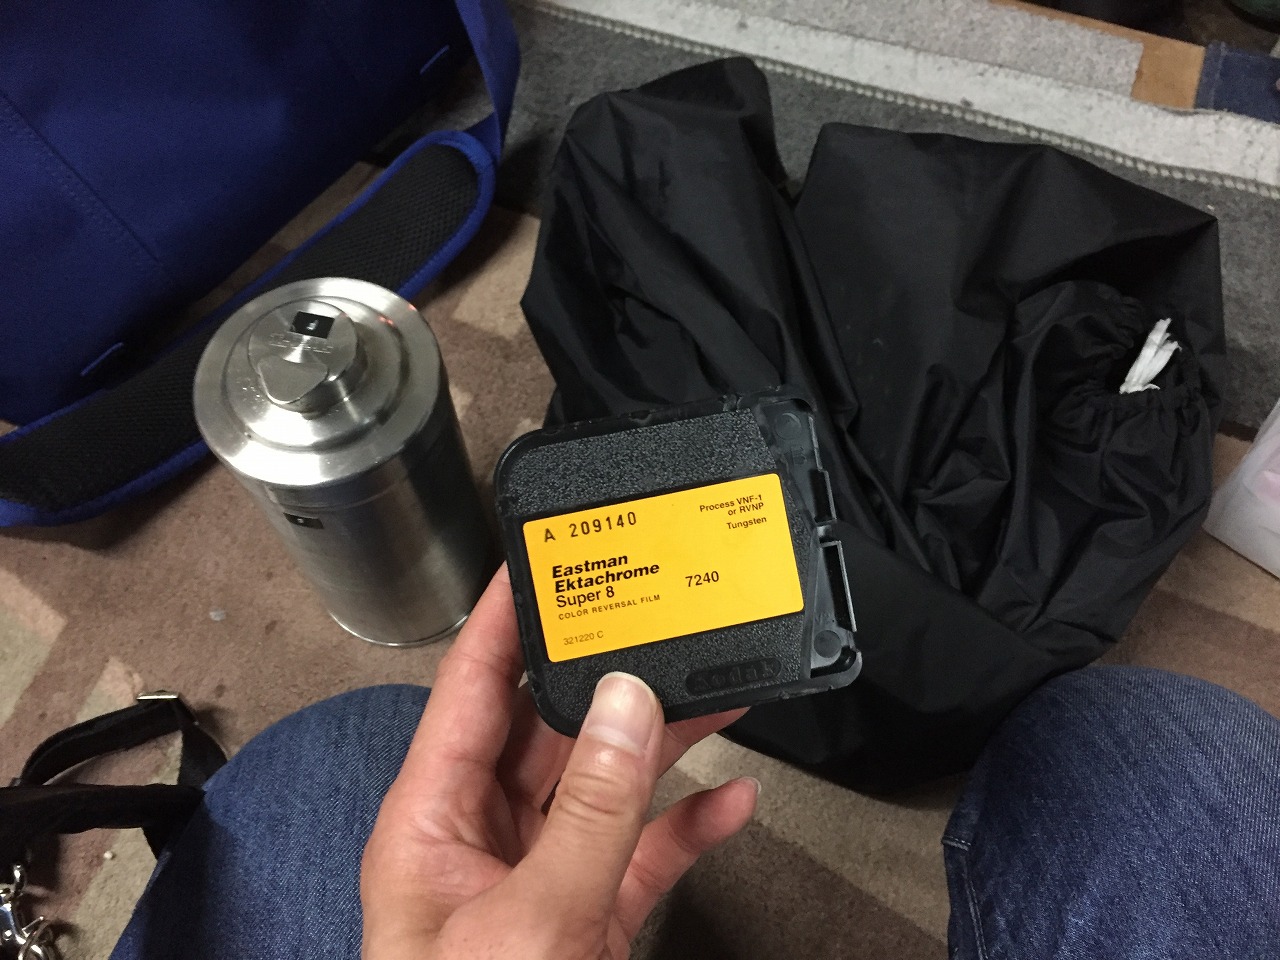 A 209140
Process VNF-1
or RVNP
Tungsten
Eastman
Ektachrome
Super 8
7240
COLOR REVERSAL FILM
321220 C
Kodak